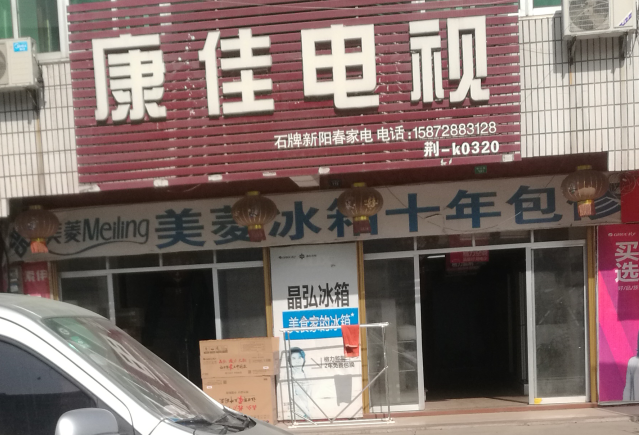 康佳电视
石牌新阳春家电 电话:15872883128
荆-k0320
美菱Meiling 美菱冰箱十年包修
晶弘冰箱
美食家的冰箱
买
选